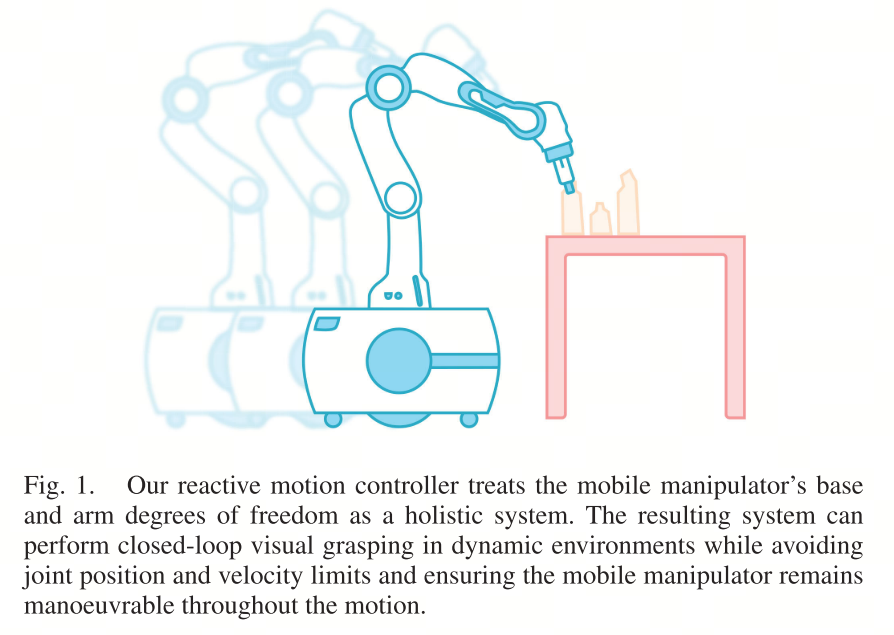 Fig. 1. Our reactive motion controller treats the mobile manipulator's base
and arm degrees of freedom as a holistic system. The resulting system can
perform closed-loop visual grasping in dynamic environments while avoiding
joint position and velocity limits and ensuring the mobile manipulator remains
manoeuvrable throughout the motion.